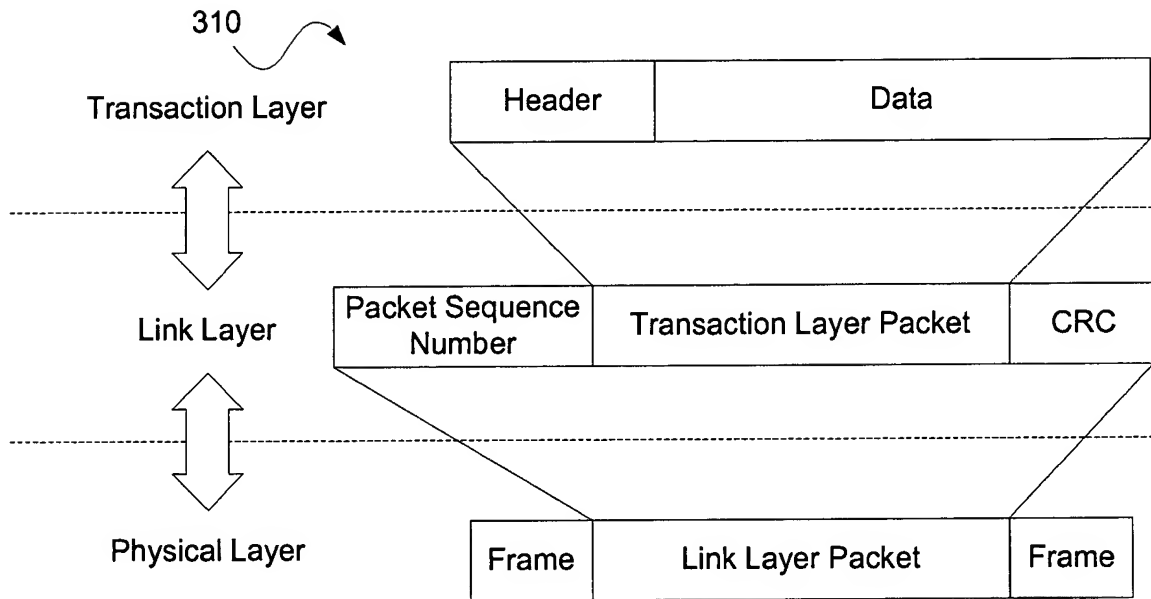 310
Transaction Layer
Header
Data
Link Layer
Packet Sequence
Number
Transaction Layer Packet
CRC
Physical Layer
Frame
Link Layer Packet
Frame